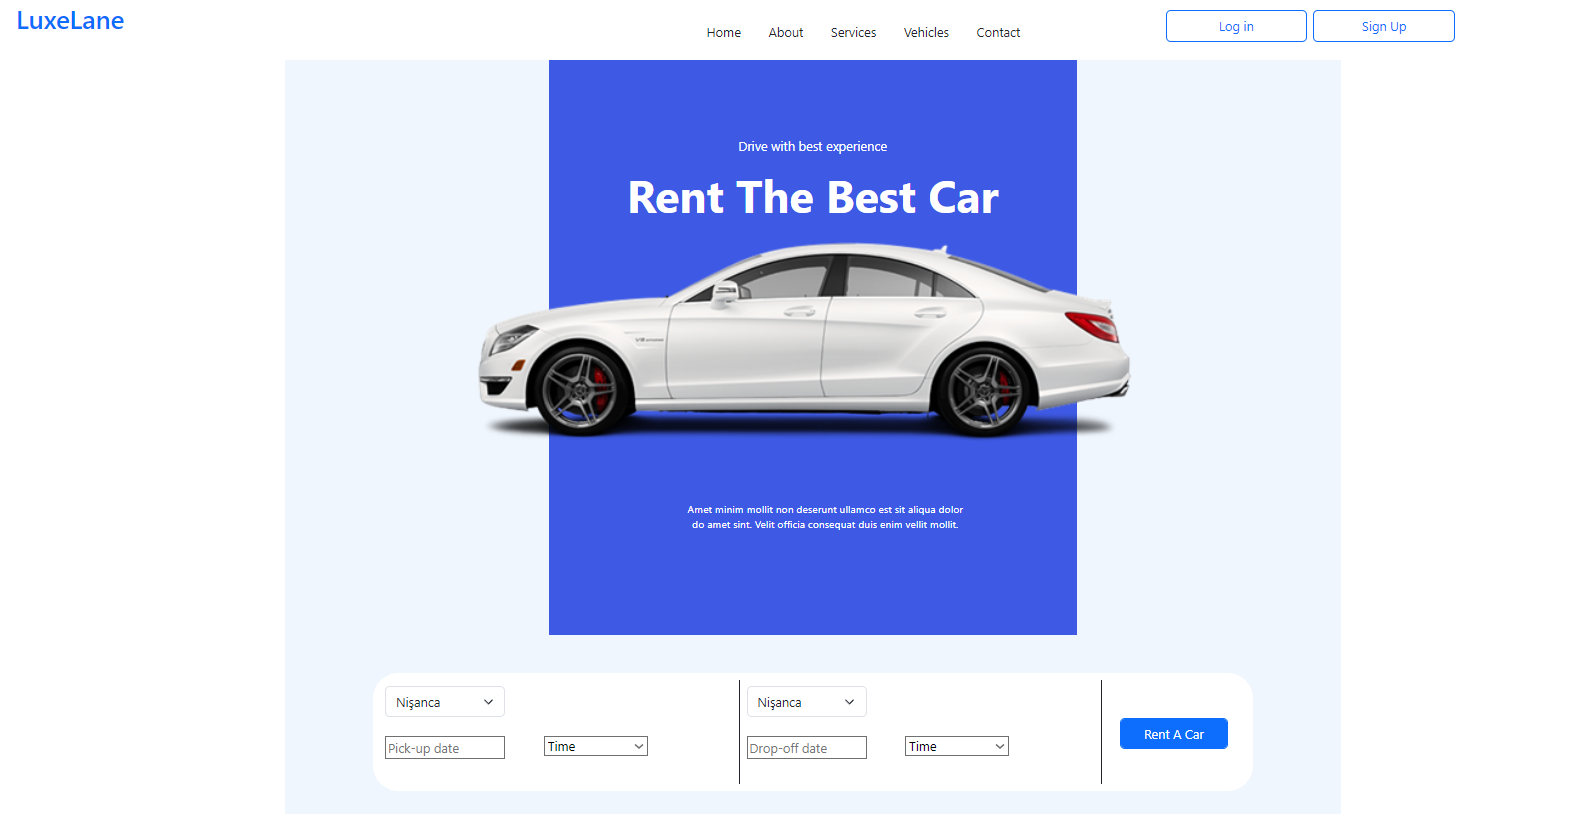 LuxeLane
Home About Services Vehicles Contact
Log in Sign Up
Drive with best experience
Rent The Best Car
Amet minim mollit non deserunt ullamco est sit aliqua dolor
do amet sint. Velit officia consequat duis enim vellit mollit.
Nişanca
Pick-up date Time
Nişanca
Drop-off date Time
Rent A Car